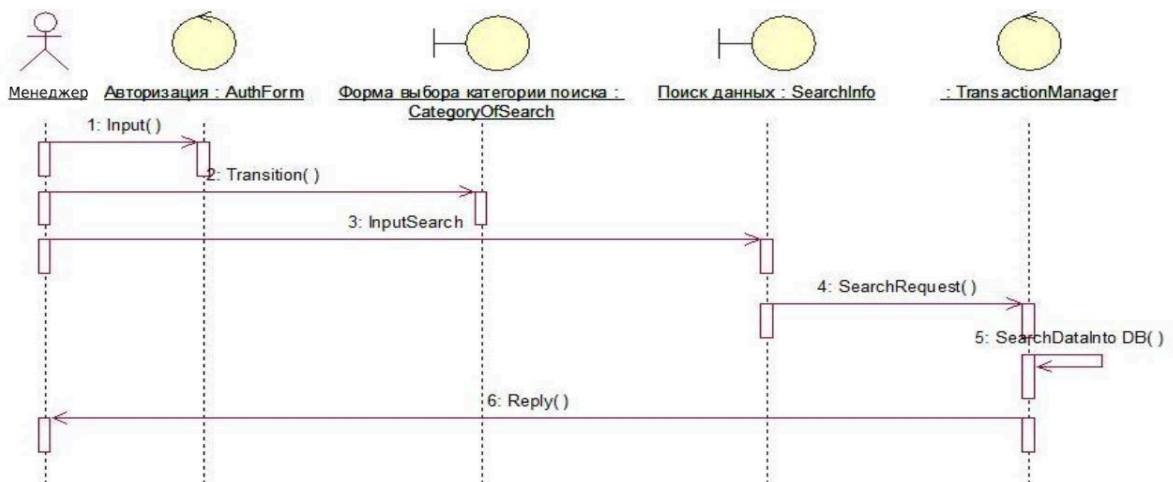 Менеджер
Авторизация : AuthForm
Форма выбора категории поиска :
CategoryOfSearch
Поиск данных : SearchInfo
: TransactionManager
1: Input( )
2: Transition( )
3: InputSearch
4: SearchRequest( )
5: SearchDataInto DB( )
6: Reply( )